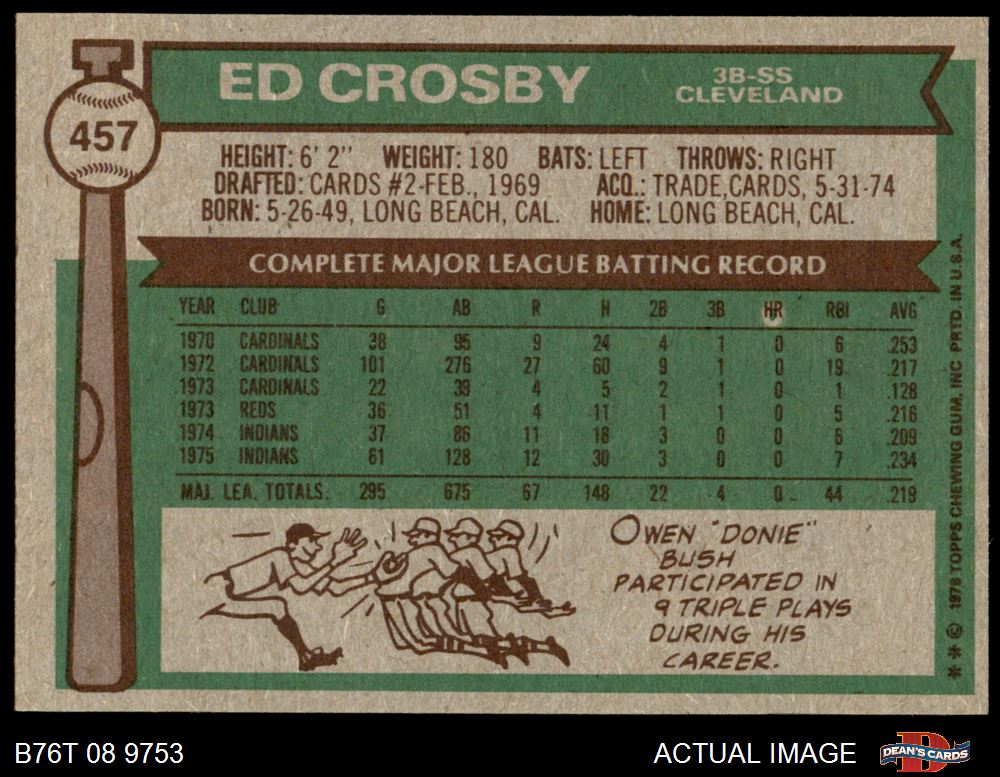 457
ED CROSBY
3B-SS
CLEVELAND
HEIGHT: 6' 2" WEIGHT: 180 BATS: LEFT THROWS: RIGHT
DRAFTED: CARDS #2-FEB., 1969 ACQ.: TRADE, CARDS, 5-31-74
BORN: 5-26-49, LONG BEACH, CAL. HOME: LONG BEACH, CAL.
COMPLETE MAJOR LEAGUE BATTING RECORD
YEAR CLUB G AB R H 2B 3B HR RBI AVG
1970 CARDINALS 38 95 9 24 4 1 0 6 .253
1972 CARDINALS 101 276 27 60 9 1 0 19 .217
1973 CARDINALS 22 39 4 5 2 1 0 1 .128
1973 REDS 36 51 4 11 1 1 0 5 .216
1974 INDIANS 37 86 11 18 3 0 0 6 .209
1975 INDIANS 61 128 12 30 3 0 0 7 .234
MAJ. LEA. TOTALS. 295 675 67 148 22 4 0 44 .219
OWEN "DONIE"
BUSH
PARTICIPATED IN
9 TRIPLE PLAYS
DURING HIS
CAREER.
* * © 1976 TOPPS CHEWING GUM, INC PRTD. IN U.S.A.
B76T 08 9753
ACTUAL IMAGE
D
DEAN'S CARDS